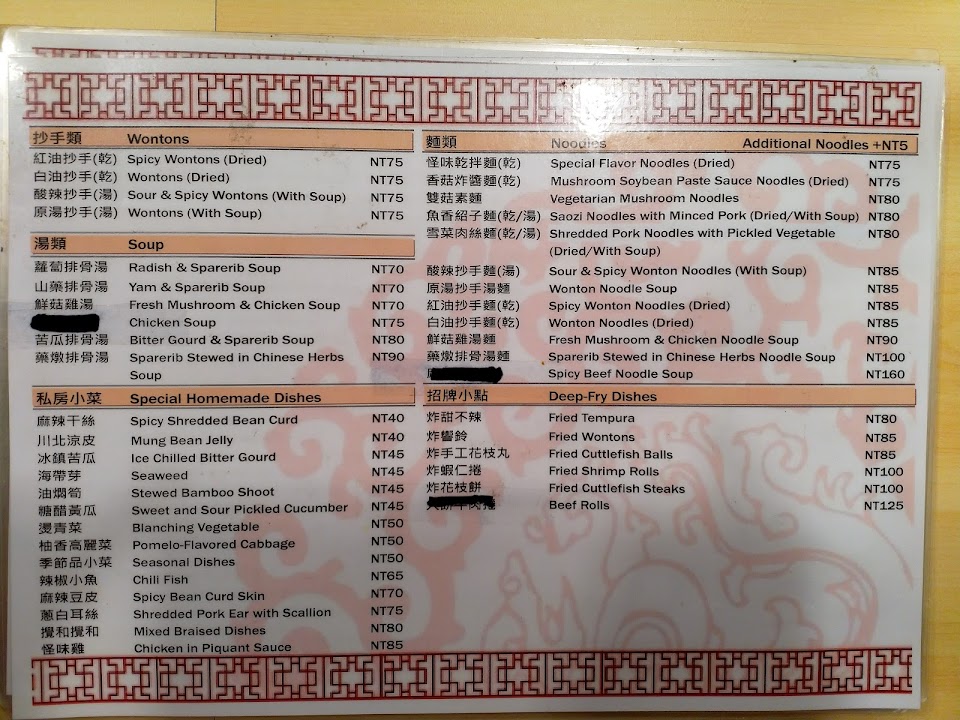 抄手類 Wontons
紅油抄手(乾) Spicy Wontons (Dried) NT75
白油抄手(乾) Wontons (Dried) NT75
酸辣抄手(湯) Sour & Spicy Wontons (With Soup) NT75
原湯抄手(湯) Wontons (With Soup) NT75
湯類 Soup
蘿蔔排骨湯 Radish & Sparerib Soup NT70
山藥排骨湯 Yam & Sparerib Soup NT70
鮮菇雞湯 Fresh Mushroom & Chicken Soup NT70
Chicken Soup NT75
苦瓜排骨湯 Bitter Gourd & Sparerib Soup NT80
藥燉排骨湯 Sparerib Stewed in Chinese Herbs NT90
Soup
私房小菜 Special Homemade Dishes
麻辣干絲 Spicy Shredded Bean Curd NT40
川北涼皮 Mung Bean Jelly NT40
冰鎮苦瓜 Ice Chilled Bitter Gourd NT45
海帶芽 Seaweed NT45
油燜筍 Stewed Bamboo Shoot NT45
糖醋黃瓜 Sweet and Sour Pickled Cucumber NT45
燙青菜 Blanching Vegetable NT50
柚香高麗菜 Pomelo-Flavored Cabbage NT50
季節品小菜 Seasonal Dishes NT50
辣椒小魚 Chili Fish NT65
麻辣豆皮 Spicy Bean Curd Skin NT70
蔥白耳絲 Shredded Pork Ear with Scallion NT75
攪和攪和 Mixed Braised Dishes NT80
怪味雞 Chicken in Piquant Sauce NT85
麵類 Noodles Additional Noodles +NT5
怪味乾拌麵(乾) Special Flavor Noodles (Dried) NT75
香菇炸醬麵(乾) Mushroom Soybean Paste Sauce Noodles (Dried) NT75
雙菇素麵 Vegetarian Mushroom Noodles NT80
魚香紹子麵(乾/湯) Saozi Noodles with Minced Pork (Dried/With Soup) NT80
雪菜肉絲麵(乾/湯) Shredded Pork Noodles with Pickled Vegetable NT80
(Dried/With Soup)
酸辣抄手麵(湯) Sour & Spicy Wonton Noodles (With Soup) NT85
原湯抄手湯麵 Wonton Noodle Soup NT85
紅油抄手麵(乾) Spicy Wonton Noodles (Dried) NT85
白油抄手麵(乾) Wonton Noodles (Dried) NT85
鮮菇雞湯麵 Fresh Mushroom & Chicken Noodle Soup NT90
藥燉排骨湯麵 Sparerib Stewed in Chinese Herbs Noodle Soup NT100
Spicy Beef Noodle Soup NT160
招牌小點 Deep-Fry Dishes
炸甜不辣 Fried Tempura NT80
炸響鈴 Fried Wontons NT85
炸手工花枝丸 Fried Cuttlefish Balls NT85
炸蝦仁捲 Fried Shrimp Rolls NT100
炸花枝餅 Fried Cuttlefish Steaks NT100
Beef Rolls NT125